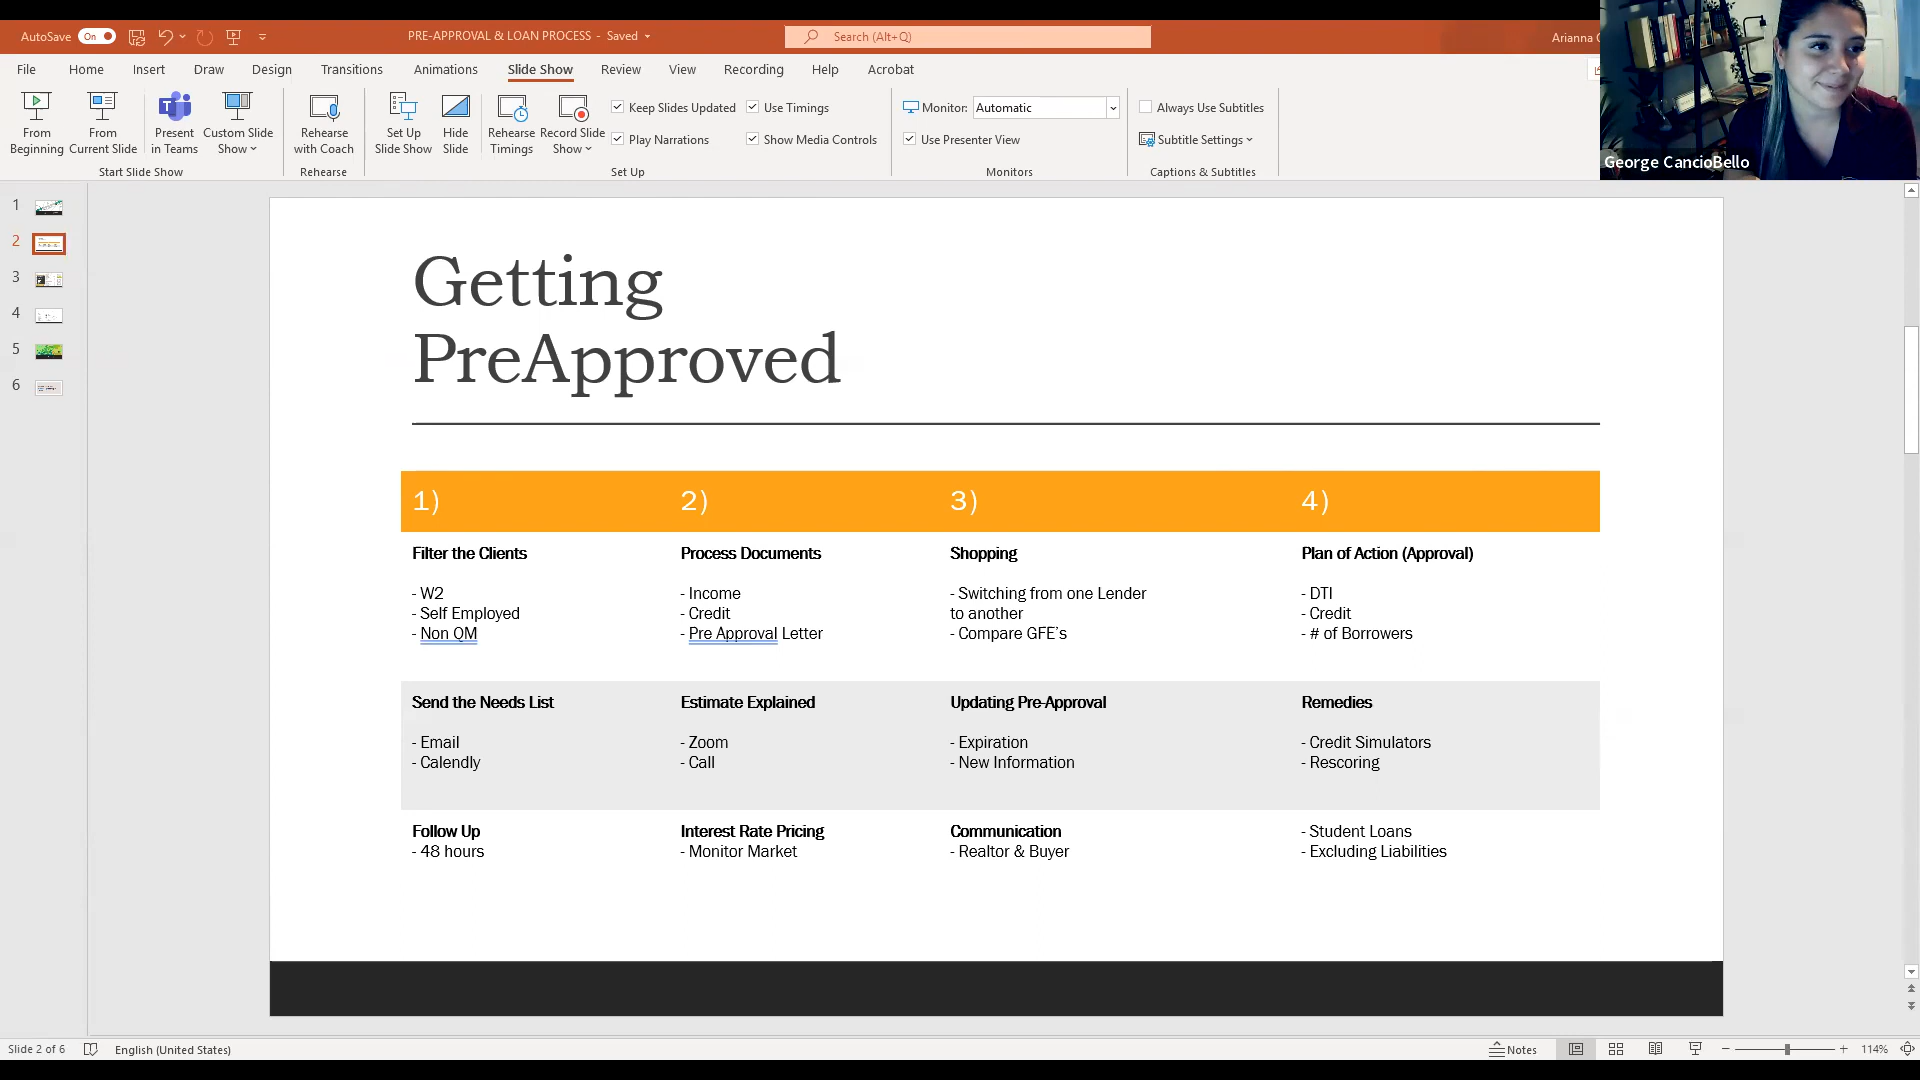 AutoSave On
PRE-APPROVAL & LOAN PROCESS - Saved
Search (Alt+Q)
Arianna
File Home Insert Draw Design Transitions Animations Slide Show Review View Recording Help Acrobat
From Beginning
From Current Slide
Present in Teams
Custom Slide Show
Start Slide Show
Rehearse with Coach
Rehearse
Set Up Slide Show
Hide Slide
Rehearse Timings
Record Slide Show
Keep Slides Updated
Play Narrations
Use Timings
Show Media Controls
Set Up
Monitor: Automatic
Use Presenter View
Monitors
Always Use Subtitles
Subtitle Settings
Captions & Subtitles
George CancioBello
1
2
3
4
5
6
Getting
PreApproved
1) 2) 3) 4)
Filter the Clients
- W2
- Self Employed
- Non QM
Process Documents
- Income
- Credit
- Pre Approval Letter
Shopping
- Switching from one Lender
to another
- Compare GFE's
Plan of Action (Approval)
- DTI
- Credit
- # of Borrowers
Send the Needs List
- Email
- Calendly
Estimate Explained
- Zoom
- Call
Updating Pre-Approval
- Expiration
- New Information
Remedies
- Credit Simulators
- Rescoring
Follow Up
- 48 hours
Interest Rate Pricing
- Monitor Market
Communication
- Realtor & Buyer
- Student Loans
- Excluding Liabilities
Slide 2 of 6 English (United States) Notes 114%